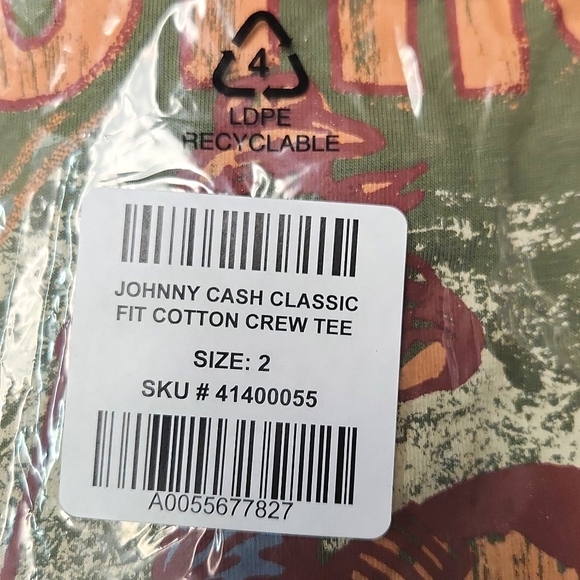 4
LDPE
RECYCLABLE
JOHNNY CASH CLASSIC
FIT COTTON CREW TEE
SIZE: 2
SKU # 41400055
A0055677827